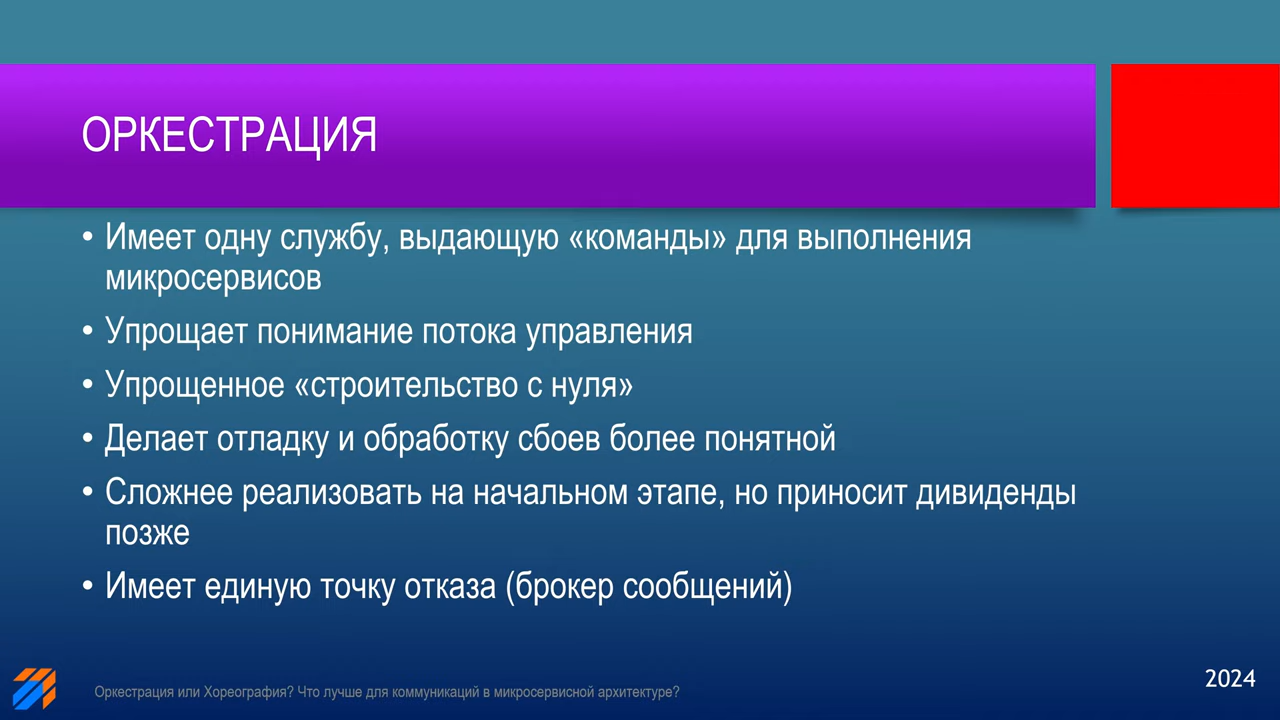 ОРКЕСТРАЦИЯ
• Имеет одну службу, выдающую «команды» для выполнения
микросервисов
• Упрощает понимание потока управления
• Упрощенное «строительство с нуля»
• Делает отладку и обработку сбоев более понятной
• Сложнее реализовать на начальном этапе, но приносит дивиденды
позже
• Имеет единую точку отказа (брокер сообщений)
Оркестрация или Хореография? Что лучше для коммуникаций в микросервисной архитектуре?
2024